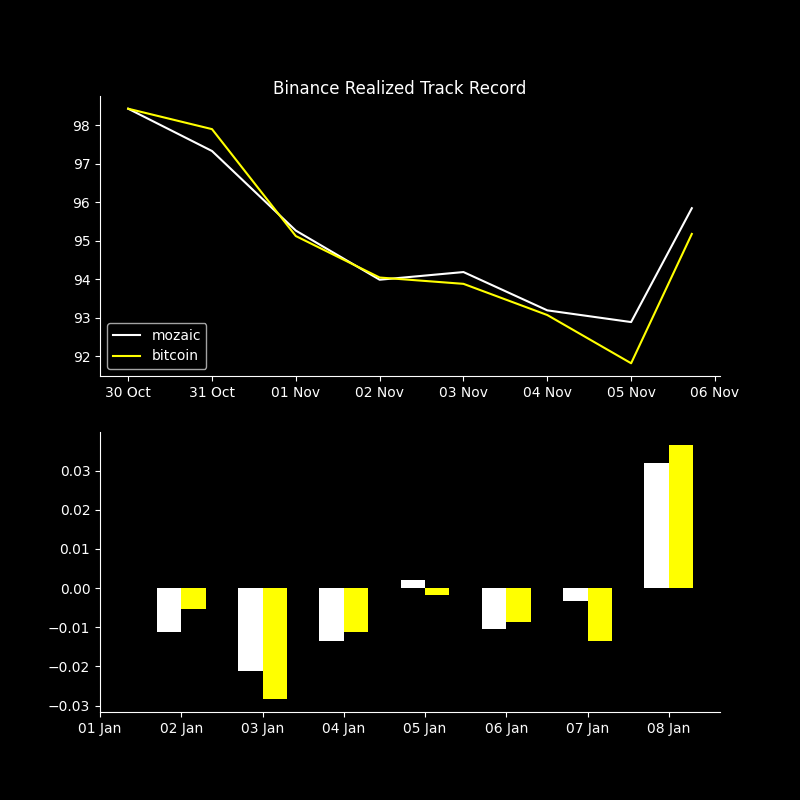 Binance Realized Track Record
98
97
96
95
94
93
92
mozaic
bitcoin
30 Oct 31 Oct 01 Nov 02 Nov 03 Nov 04 Nov 05 Nov 06 Nov
0.03
0.02
0.01
0.00
−0.01
−0.02
−0.03
01 Jan 02 Jan 03 Jan 04 Jan 05 Jan 06 Jan 07 Jan 08 Jan